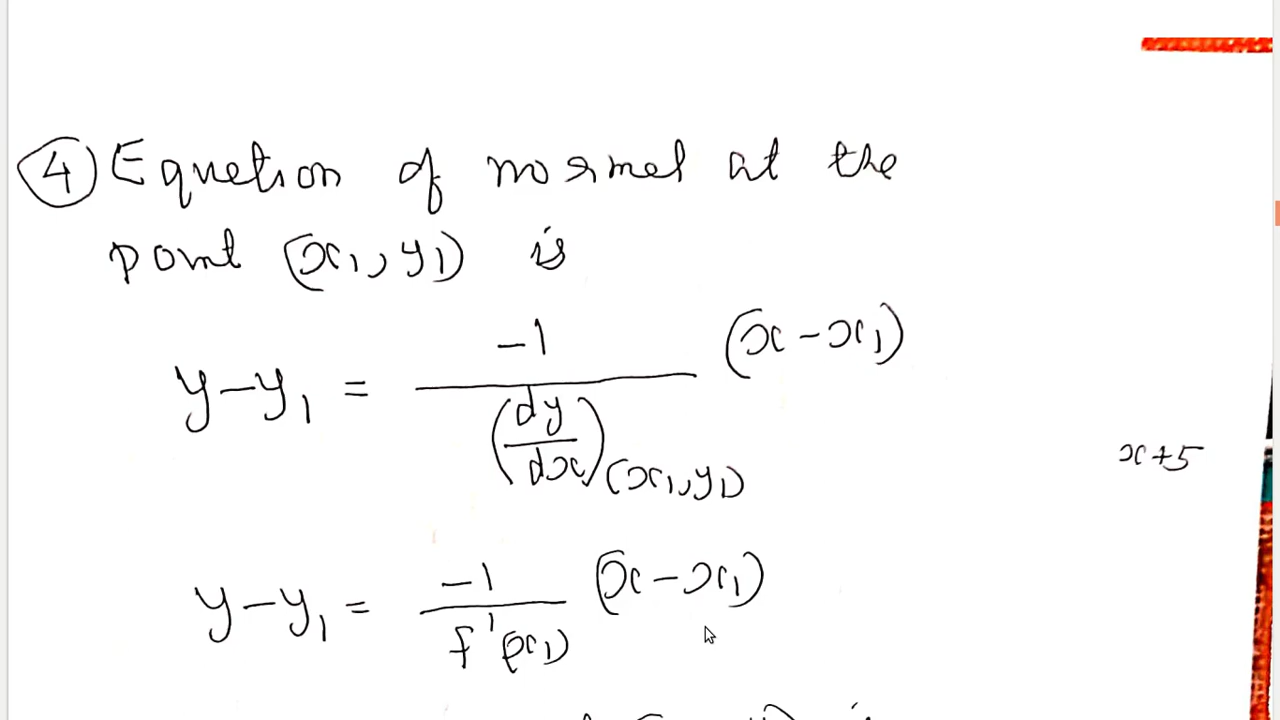 ④ Equation of normal at the
point (x₁, y₁) is
y-y₁ = -1/(dy/dx)(x₁,y₁) (x-x₁)
x+5
y-y₁ = -1/f'(x₁) (x-x₁)